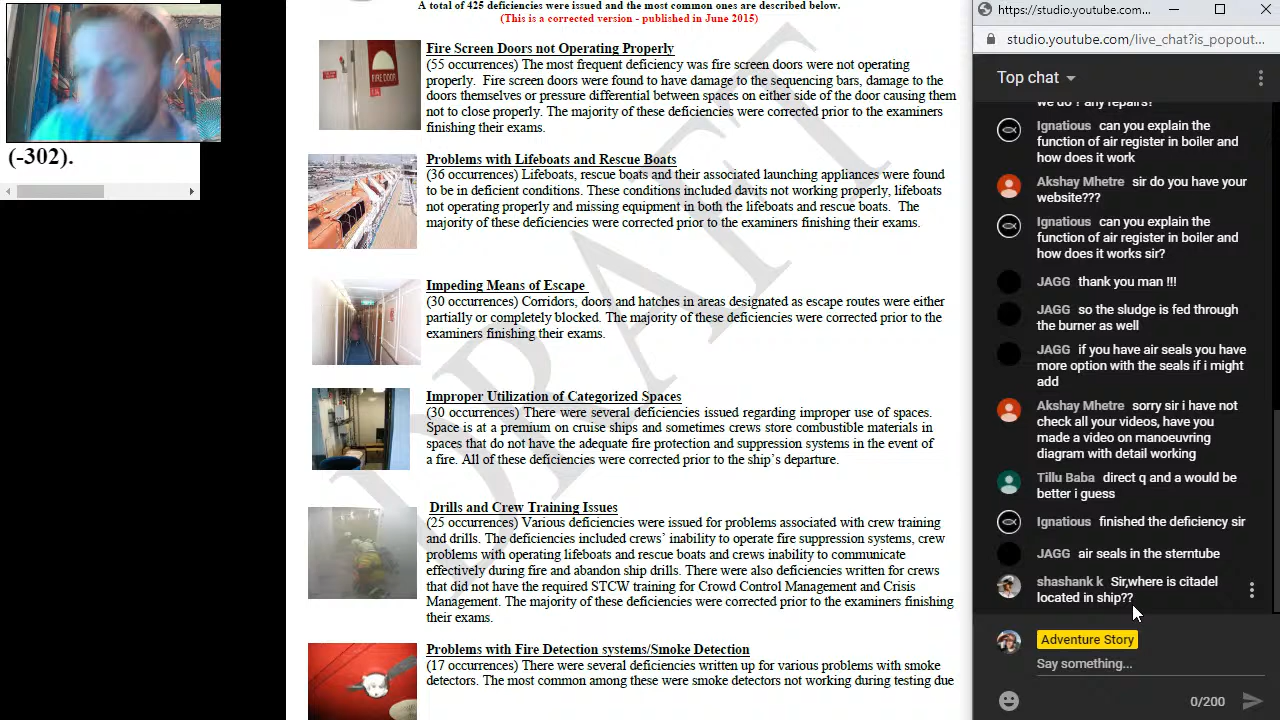 A total of 425 deficiencies were issued and the most common ones are described below.
(This is a corrected version - published in June 2015)
Fire Screen Doors not Operating Properly
(55 occurrences) The most frequent deficiency was fire screen doors were not operating
properly. Fire screen doors were found to have damage to the sequencing bars, damage to the
doors themselves or pressure differential between spaces on either side of the door causing them
not to close properly. The majority of these deficiencies were corrected prior to the examiners
finishing their exams.
FIRE DOOR
(-302).
Problems with Lifeboats and Rescue Boats
(36 occurrences) Lifeboats, rescue boats and their associated launching appliances were found
to be in deficient conditions. These conditions included davits not working properly, lifeboats
not operating properly and missing equipment in both the lifeboats and rescue boats. The
majority of these deficiencies were corrected prior to the examiners finishing their exams.
Impeding Means of Escape
(30 occurrences) Corridors, doors and hatches in areas designated as escape routes were either
partially or completely blocked. The majority of these deficiencies were corrected prior to the
examiners finishing their exams.
Improper Utilization of Categorized Spaces
(30 occurrences) There were several deficiencies issued regarding improper use of spaces.
Space is at a premium on cruise ships and sometimes crews store combustible materials in
spaces that do not have the adequate fire protection and suppression systems in the event of
a fire. All of these deficiencies were corrected prior to the ship's departure.
Drills and Crew Training Issues
(25 occurrences) Various deficiencies were issued for problems associated with crew training
and drills. The deficiencies included crews' inability to operate fire suppression systems, crew
problems with operating lifeboats and rescue boats and crews inability to communicate
effectively during fire and abandon ship drills. There were also deficiencies written for crews
that did not have the required STCW training for Crowd Control Management and Crisis
Management. The majority of these deficiencies were corrected prior to the examiners finishing
their exams.
Problems with Fire Detection systems/Smoke Detection
(17 occurrences) There were several deficiencies written up for various problems with smoke
detectors. The most common among these were smoke detectors not working during testing due
DRAFT
https://studio.youtube.com...
studio.youtube.com/live_chat?is_popout...
Top chat
we do ? any repairs?
Ignatious can you explain the
function of air register in boiler and
how does it work
Akshay Mhetre sir do you have your
website???
Ignatious can you explain the
function of air register in boiler and
how does it works sir?
JAGG thank you man !!!
JAGG so the sludge is fed through
the burner as well
JAGG if you have air seals you have
more option with the seals if i might
add
Akshay Mhetre sorry sir i have not
check all your videos, have you
made a video on manoeuvring
diagram with detail working
Tillu Baba direct q and a would be
better i guess
Ignatious finished the deficiency sir
JAGG air seals in the sterntube
shashank k Sir,where is citadel
located in ship??
Adventure Story
Say something...
0/200